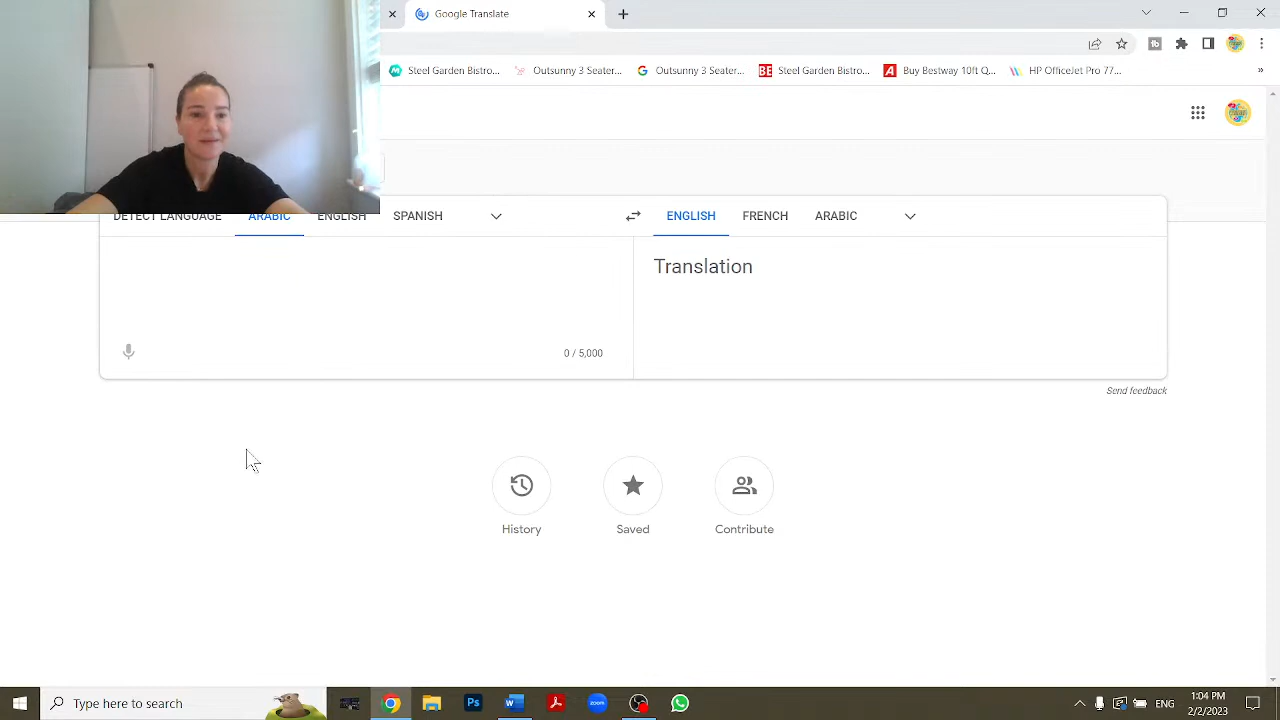 Google Translate
Steel Garden Bistro...
Outsunny 3 Seater...
Outsunny 3 Seater...
Steel Garden Bistro...
Buy Bestway 10ft Q...
HP OfficeJet Pro 77...
DETECT LANGUAGE ARABIC ENGLISH SPANISH
ENGLISH FRENCH ARABIC
Translation
0 / 5,000
Send feedback
History
Saved
Contribute
Type here to search
ENG
1:04 PM
2/2/2023